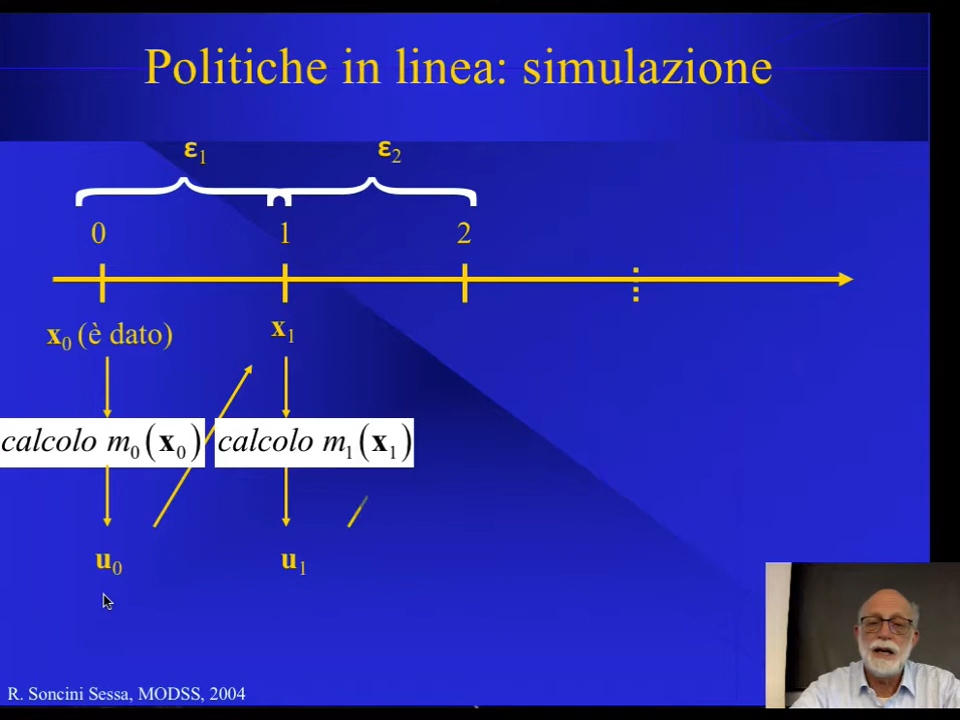 Politiche in linea: simulazione
ε1 ε2
0 1 2
x0 (è dato) x1
calcolo m0(x0) calcolo m1(x1)
u0 u1
R. Soncini Sessa, MODSS, 2004